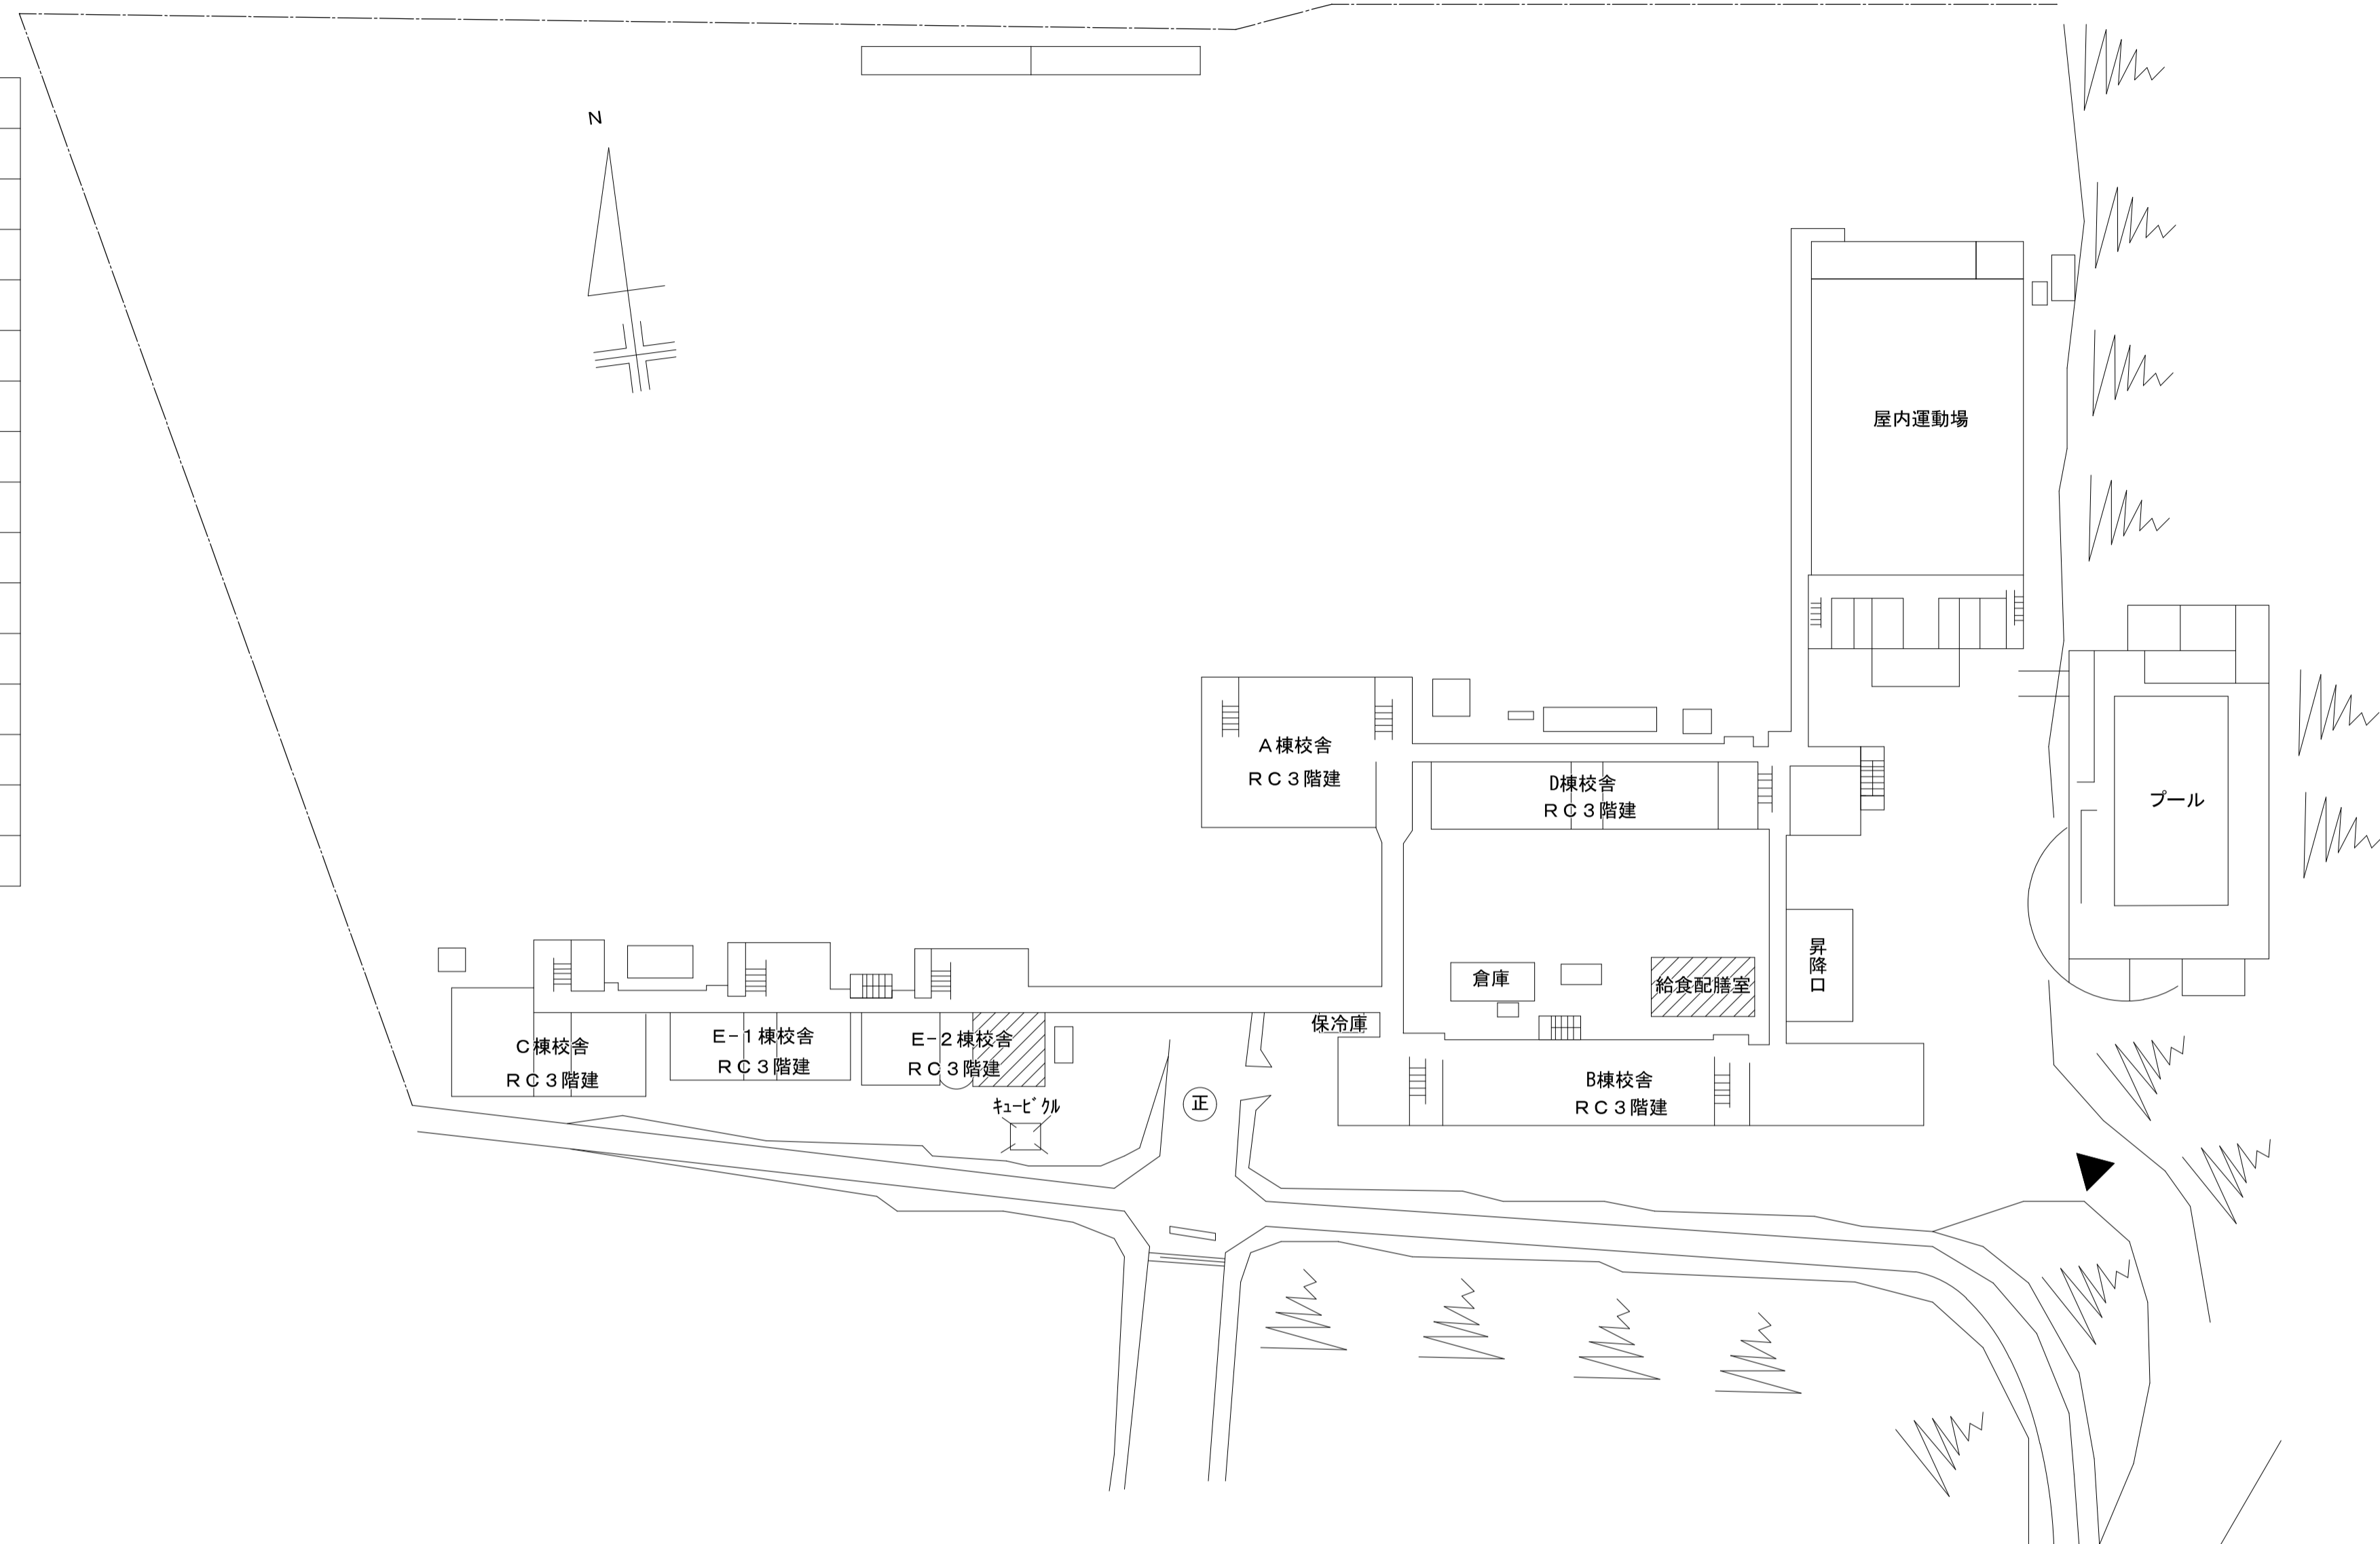 N
屋内運動場
A棟校舎
RC3階建
D棟校舎
RC3階建
プール
昇降口
倉庫
給食配膳室
保冷庫
C棟校舎
RC3階建
E-1棟校舎
RC3階建
E-2棟校舎
RC3階建
B棟校舎
RC3階建
ｷｭｰﾋﾞｸﾙ
正